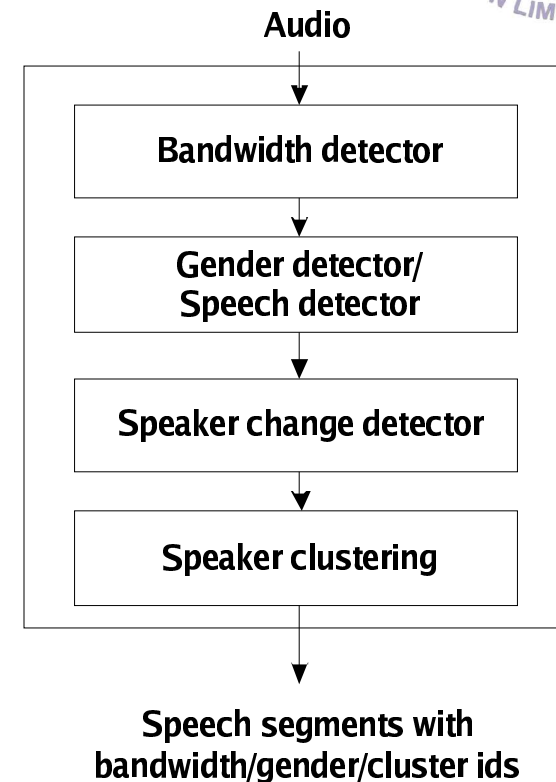 Audio
Bandwidth detector
Gender detector/
Speech detector
Speaker change detector
Speaker clustering
Speech segments with
bandwidth/gender/cluster ids